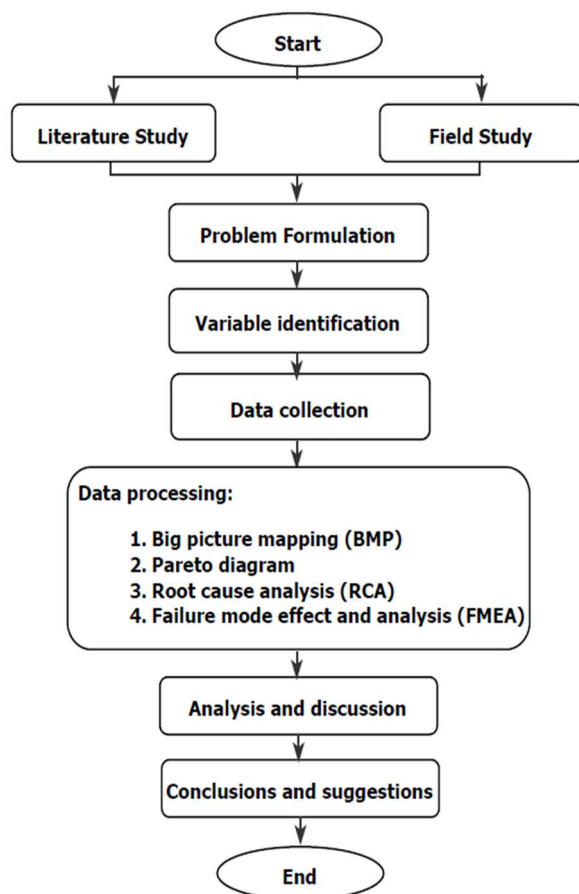 Start
Literature Study
Field Study
Problem Formulation
Variable identification
Data collection
Data processing:
1. Big picture mapping (BMP)
2. Pareto diagram
3. Root cause analysis (RCA)
4. Failure mode effect and analysis (FMEA)
Analysis and discussion
Conclusions and suggestions
End